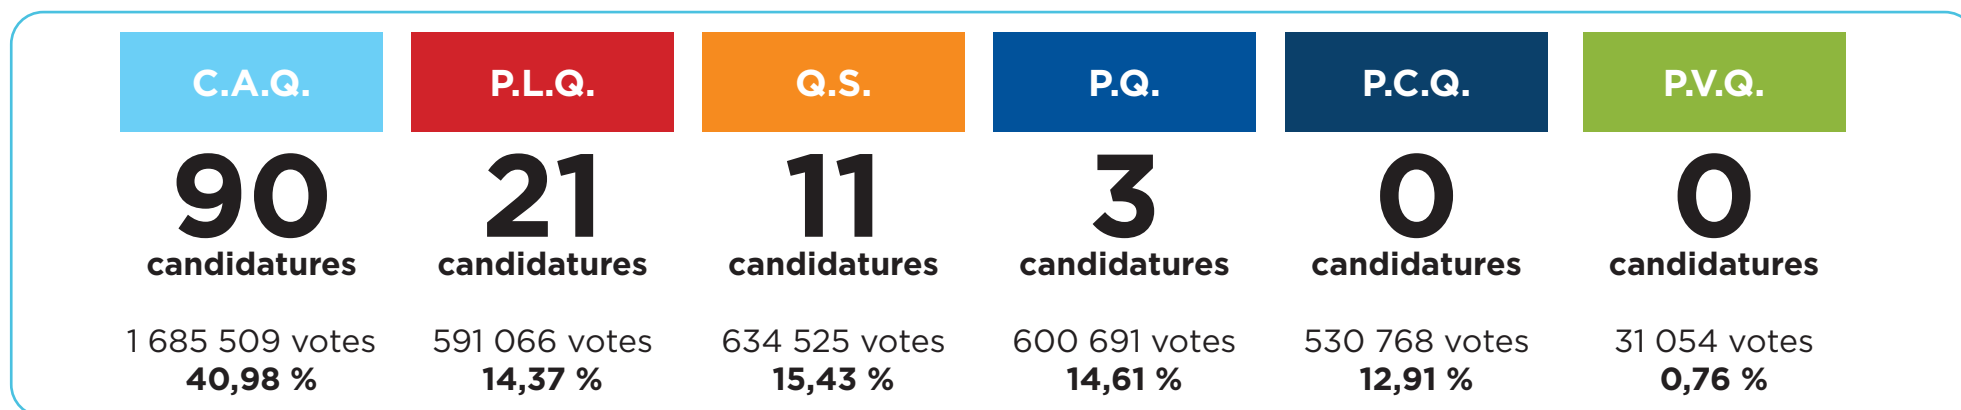 C.A.Q. P.L.Q. Q.S. P.Q. P.C.Q. P.V.Q.
90 21 11 3 0 0
candidatures candidatures candidatures candidatures candidatures candidatures
1 685 509 votes 591 066 votes 634 525 votes 600 691 votes 530 768 votes 31 054 votes
40,98 % 14,37 % 15,43 % 14,61 % 12,91 % 0,76 %